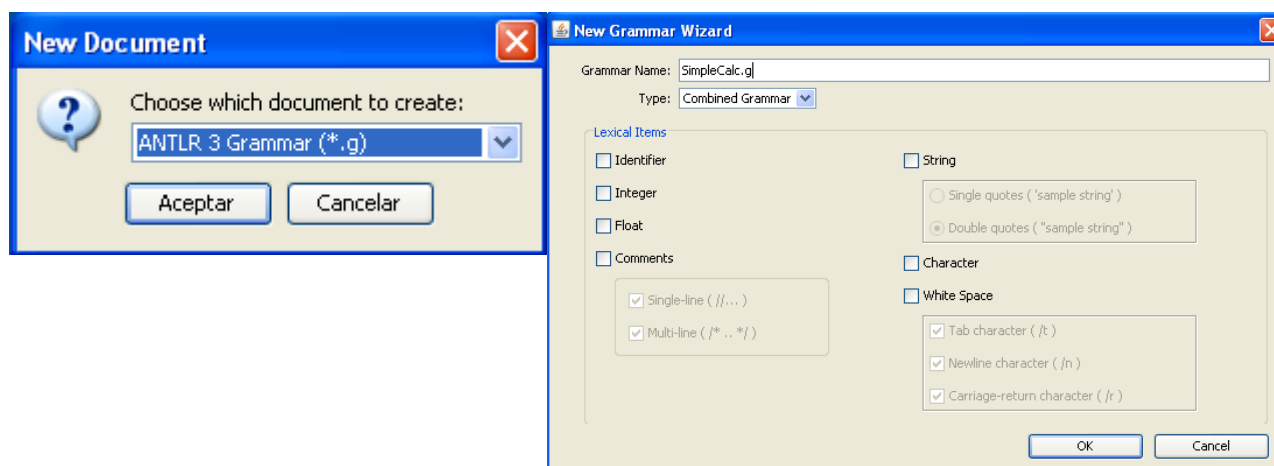 New Document
Choose which document to create:
ANTLR 3 Grammar (*.g)
Aceptar
Cancelar
New Grammar Wizard
Grammar Name: SimpleCalc.g
Type: Combined Grammar
Lexical Items
Identifier
Integer
Float
Comments
Single-line ( //... )
Multi-line ( /* .. */ )
String
Single quotes ( 'sample string' )
Double quotes ( "sample string" )
Character
White Space
Tab character ( /t )
Newline character ( /n )
Carriage-return character ( /r )
OK
Cancel